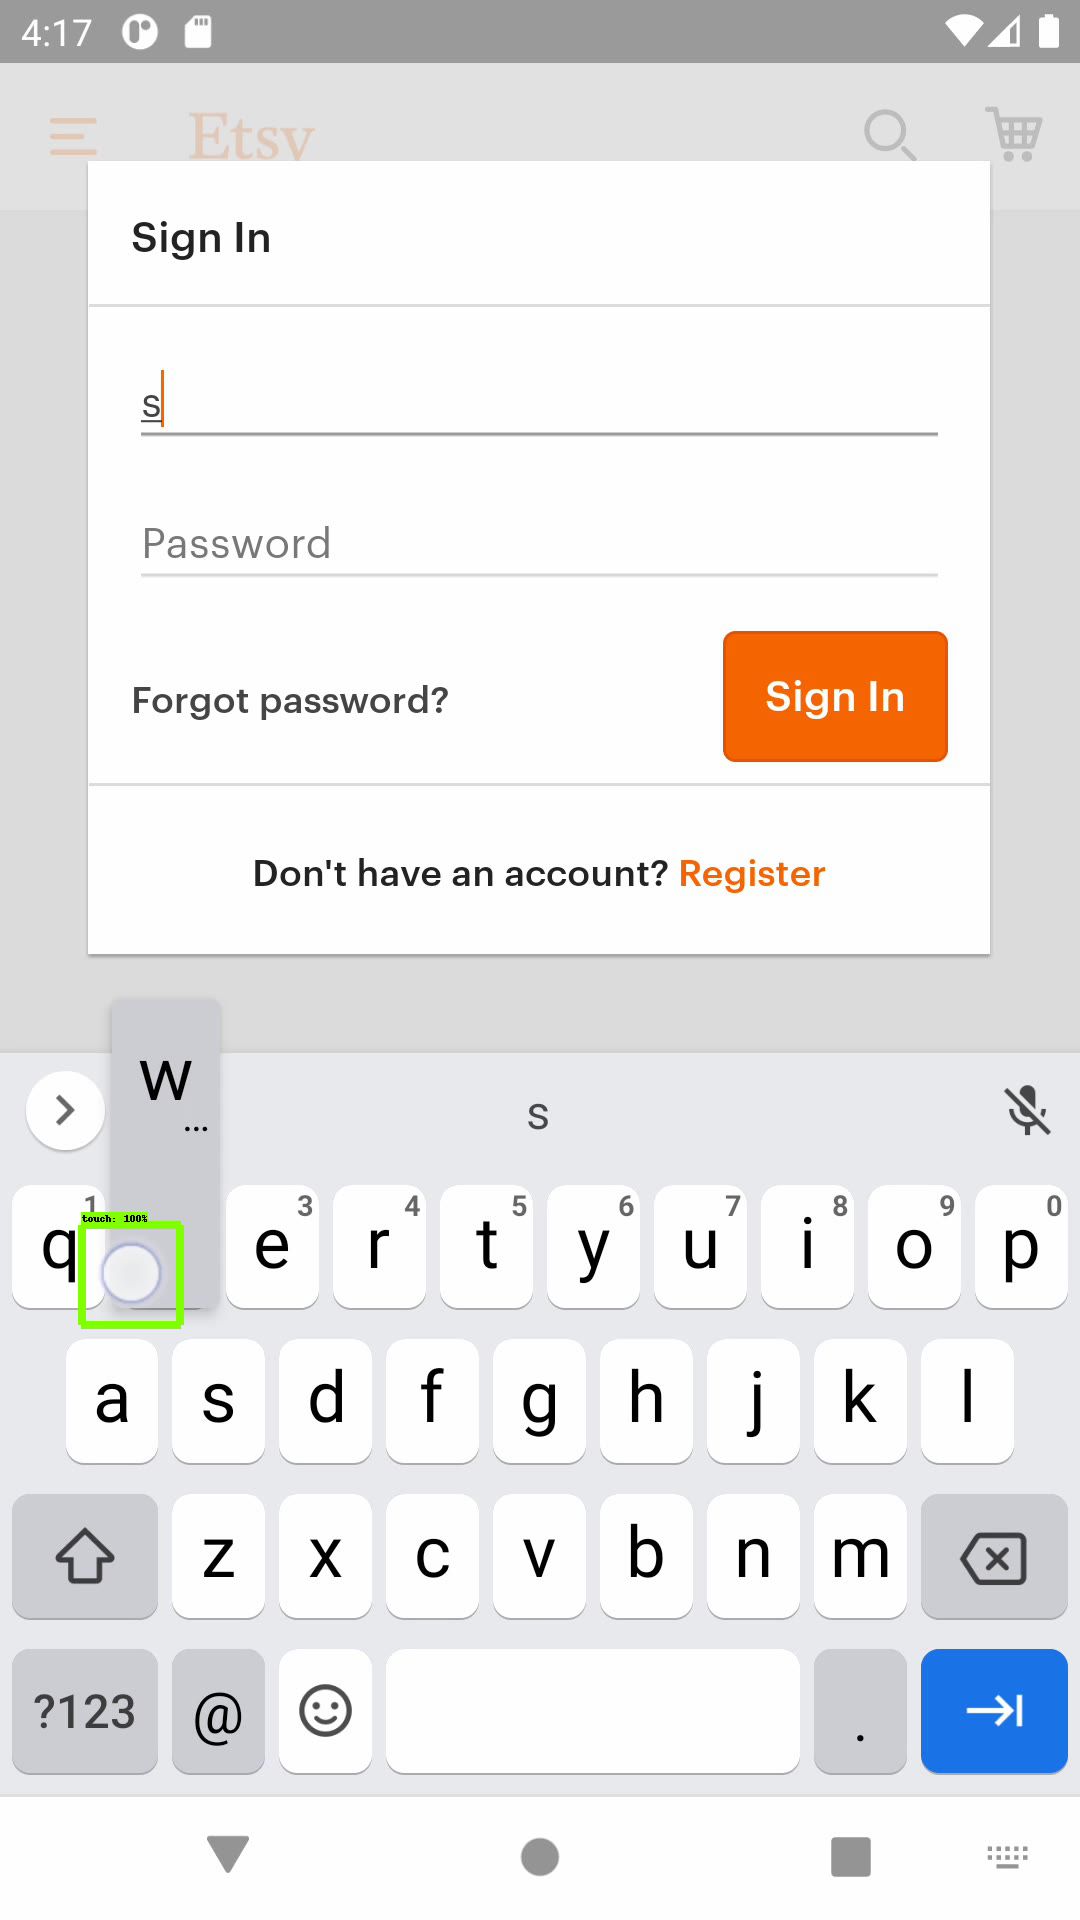 4:17
Etsy
Sign In
s
Password
Forgot password?
Sign In
Don't have an account? Register
w
...
s
touch: 100%
q 1 e 3 r 4 t 5 y 6 u 7 i 8 o 9 p 0
a s d f g h j k l
z x c v b n m
?123 @ .